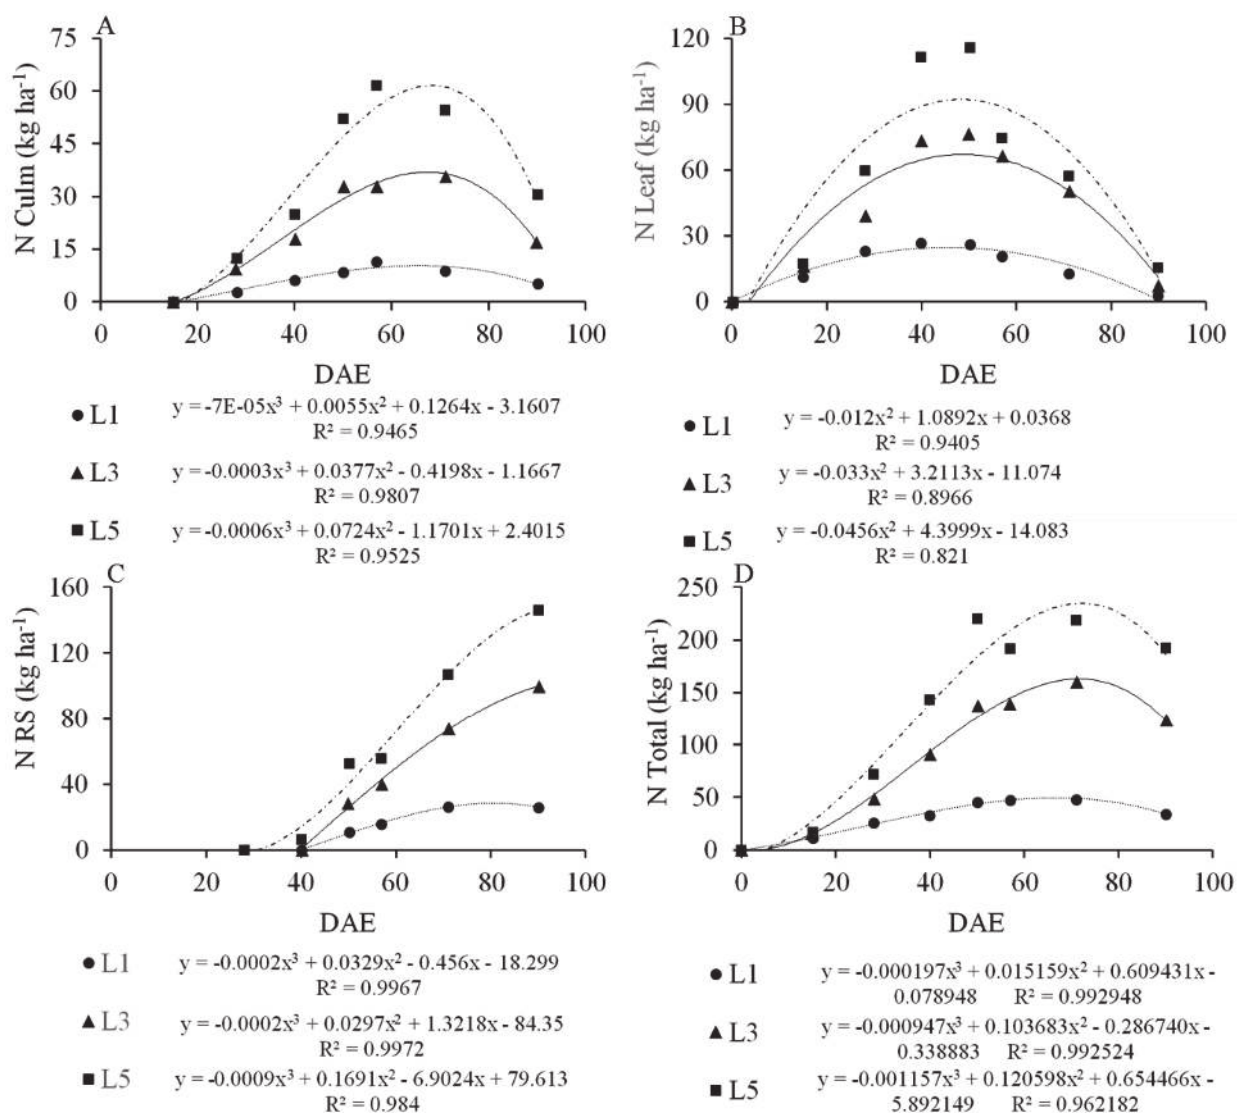 A
N Culm (kg ha⁻¹)
75
60
45
30
15
0
0 20 40 60 80 100
DAE
L1 y = -7E-05x³ + 0.0055x² + 0.1264x - 3.1607
R² = 0.9465
L3 y = -0.0003x³ + 0.0377x² - 0.4198x - 1.1667
R² = 0.9807
L5 y = -0.0006x³ + 0.0724x² - 1.1701x + 2.4015
R² = 0.9525
B
N Leaf (kg ha⁻¹)
120
90
60
30
0
0 20 40 60 80 100
DAE
L1 y = -0.012x² + 1.0892x + 0.0368
R² = 0.9405
L3 y = -0.033x² + 3.2113x - 11.074
R² = 0.8966
L5 y = -0.0456x² + 4.3999x - 14.083
R² = 0.821
C
N RS (kg ha⁻¹)
160
120
80
40
0
0 20 40 60 80 100
DAE
L1 y = -0.0002x³ + 0.0329x² - 0.456x - 18.299
R² = 0.9967
L3 y = -0.0002x³ + 0.0297x² + 1.3218x - 84.35
R² = 0.9972
L5 y = -0.0009x³ + 0.1691x² - 6.9024x + 79.613
R² = 0.984
D
N Total (kg ha⁻¹)
250
200
150
100
50
0
0 20 40 60 80 100
DAE
L1 y = -0.000197x³ + 0.015159x² + 0.609431x -
0.078948 R² = 0.992948
L3 y = -0.000947x³ + 0.103683x² - 0.286740x -
0.338883 R² = 0.992524
L5 y = -0.001157x³ + 0.120598x² + 0.654466x -
5.892149 R² = 0.962182